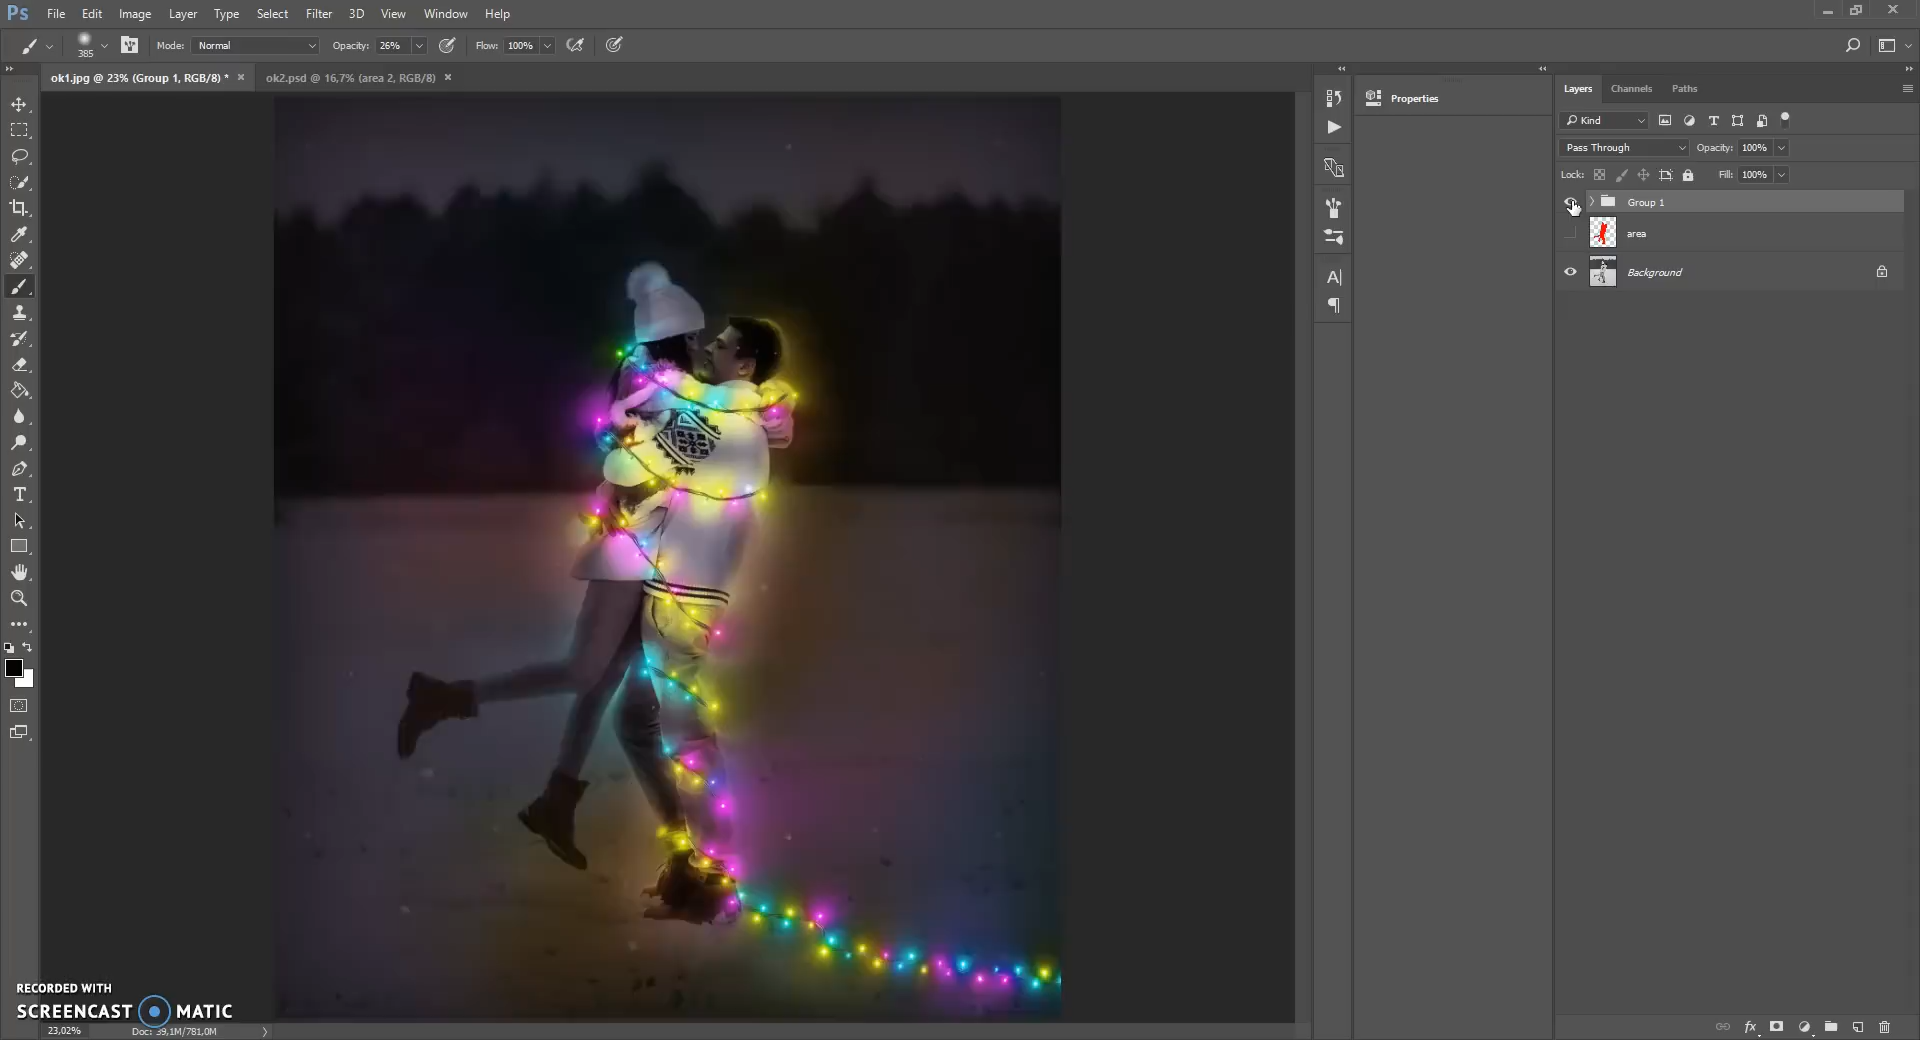 Ps File Edit Image Layer Type Select Filter 3D View Window Help
385 Mode: Normal Opacity: 26% Flow: 100%
ok1.jpg @ 23% (Group 1, RGB/8) * × ok2.psd @ 16,7% (area 2, RGB/8) ×
Properties
Layers Channels Paths
Kind
Pass Through Opacity: 100%
Lock: Fill: 100%
Group 1
area
Background
RECORDED WITH
SCREENCAST MATIC
23,02% Doc: 39,1M/781,0M